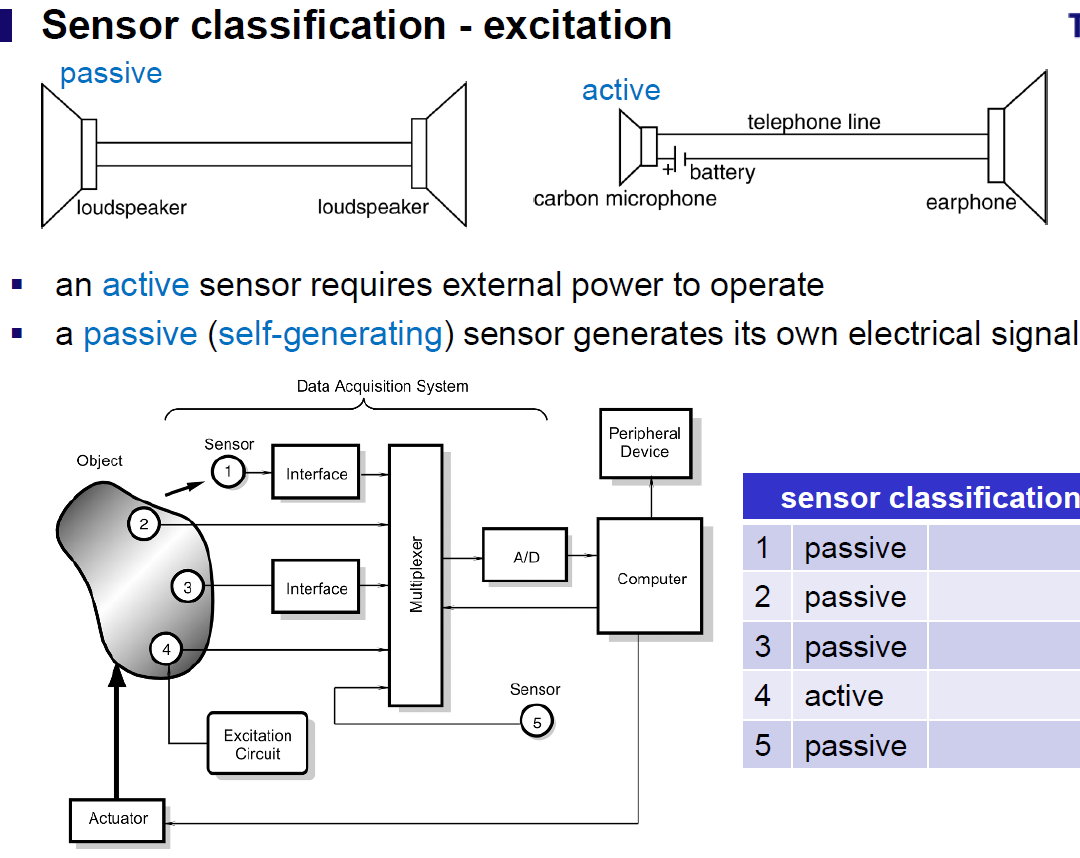 Sensor classification - excitation
passive
active
telephone line
battery
+
loudspeaker
loudspeaker
carbon microphone
earphone
an active sensor requires external power to operate
a passive (self-generating) sensor generates its own electrical signal
Data Acquisition System
Sensor
Object
1
Interface
2
3
Interface
4
Multiplexer
A/D
Peripheral
Device
Computer
Sensor
5
Excitation
Circuit
Actuator
sensor classification
1 passive
2 passive
3 passive
4 active
5 passive